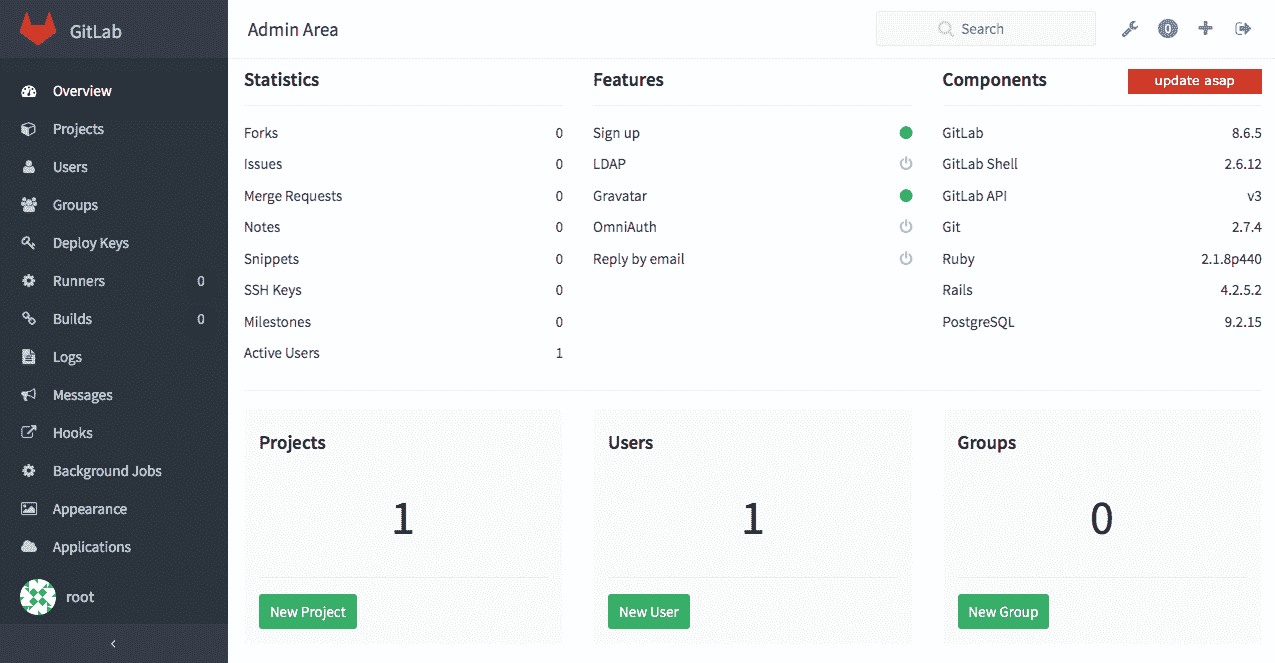 GitLab
Admin Area
Search
0
Overview
Projects
Users
Groups
Deploy Keys
Runners 0
Builds 0
Logs
Messages
Hooks
Background Jobs
Appearance
Applications
root
Statistics
Forks 0
Issues 0
Merge Requests 0
Notes 0
Snippets 0
SSH Keys 0
Milestones 0
Active Users 1
Features
Sign up
LDAP
Gravatar
OmniAuth
Reply by email
Components update asap
GitLab 8.6.5
GitLab Shell 2.6.12
GitLab API v3
Git 2.7.4
Ruby 2.1.8p440
Rails 4.2.5.2
PostgreSQL 9.2.15
Projects
1
New Project
Users
1
New User
Groups
0
New Group